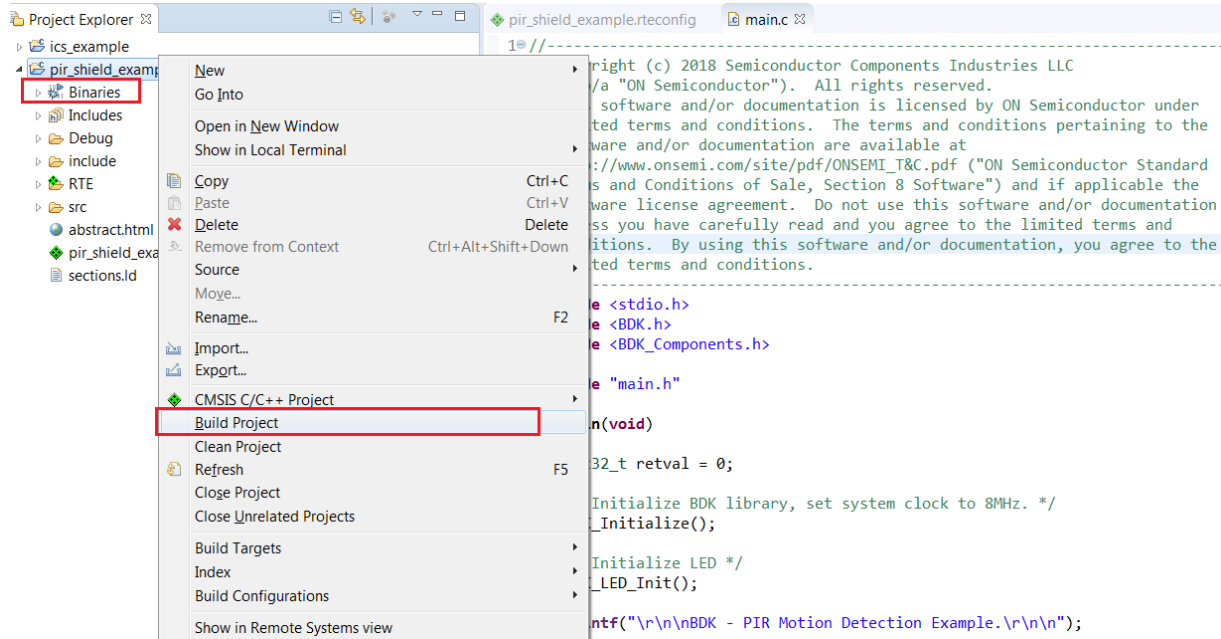 Project Explorer
pir_shield_example.rteconfig
main.c
ics_example
pir_shield_examp
Binaries
Includes
Debug
include
RTE
src
abstract.html
pir_shield_exa
sections.ld
New
Go Into
Open in New Window
Show in Local Terminal
Copy Ctrl+C
Paste Ctrl+V
Delete Delete
Remove from Context Ctrl+Alt+Shift+Down
Source
Move...
Rename... F2
Import...
Export...
CMSIS C/C++ Project
Build Project
Clean Project
Refresh F5
Close Project
Close Unrelated Projects
Build Targets
Index
Build Configurations
Show in Remote Systems view
1 //------------------------------------------------------------------------
right (c) 2018 Semiconductor Components Industries LLC
/a "ON Semiconductor"). All rights reserved.
software and/or documentation is licensed by ON Semiconductor under
ted terms and conditions. The terms and conditions pertaining to the
ware and/or documentation are available at
://www.onsemi.com/site/pdf/ONSEMI_T&C.pdf ("ON Semiconductor Standard
s and Conditions of Sale, Section 8 Software") and if applicable the
ware license agreement. Do not use this software and/or documentation
ss you have carefully read and you agree to the limited terms and
itions. By using this software and/or documentation, you agree to the
ted terms and conditions.
------------------------------------------------------------------------
e <stdio.h>
e <BDK.h>
e <BDK_Components.h>
e "main.h"
n(void)
32_t retval = 0;
Initialize BDK library, set system clock to 8MHz. */
_Initialize();
Initialize LED */
_LED_Init();
ntf("\r\n\nBDK - PIR Motion Detection Example.\r\n\n");